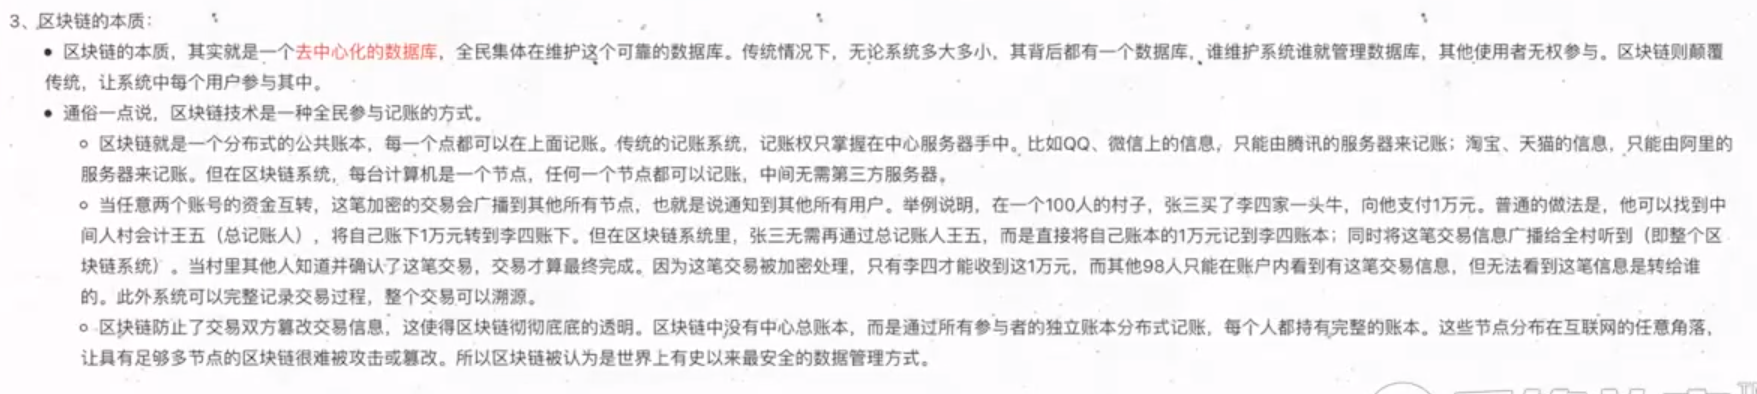 3、区块链的本质：
• 区块链的本质，其实就是一个去中心化的数据库，全民集体在维护这个可靠的数据库。传统情况下，无论系统多大多小，其背后都有一个数据库，谁维护系统谁就管理数据库，其他使用者无权参与。区块链则颠覆
传统，让系统中每个用户参与其中。
• 通俗一点说，区块链技术是一种全民参与记账的方式。
○ 区块链就是一个分布式的公共账本，每一个点都可以在上面记账。传统的记账系统，记账权只掌握在中心服务器手中。比如QQ、微信上的信息，只能由腾讯的服务器来记账；淘宝、天猫的信息，只能由阿里的
服务器来记账。但在区块链系统，每台计算机是一个节点，任何一个节点都可以记账，中间无需第三方服务器。
○ 当任意两个账号的资金互转，这笔加密的交易会广播到其他所有节点，也就是说通知到其他所有用户。举例说明，在一个100人的村子，张三买了李四家一头牛，向他支付1万元。普通的做法是，他可以找到中
间人村会计王五（总记账人），将自己账下1万元转到李四账下。但在区块链系统里，张三无需再通过总记账人王五，而是直接将自己账本的1万元记到李四账本；同时将这笔交易信息广播给全村听到（即整个区
块链系统）。当村里其他人知道并确认了这笔交易，交易才算最终完成。因为这笔交易被加密处理，只有李四才能收到这1万元，而其他98人只能在账户内看到有这笔交易信息，但无法看到这笔信息是转给谁
的。此外系统可以完整记录交易过程，整个交易可以溯源。
○ 区块链防止了交易双方篡改交易信息，这使得区块链彻彻底底的透明。区块链中没有中心总账本，而是通过所有参与者的独立账本分布式记账，每个人都持有完整的账本。这些节点分布在互联网的任意角落，
让具有足够多节点的区块链很难被攻击或篡改。所以区块链被认为是世界上有史以来最安全的数据管理方式。